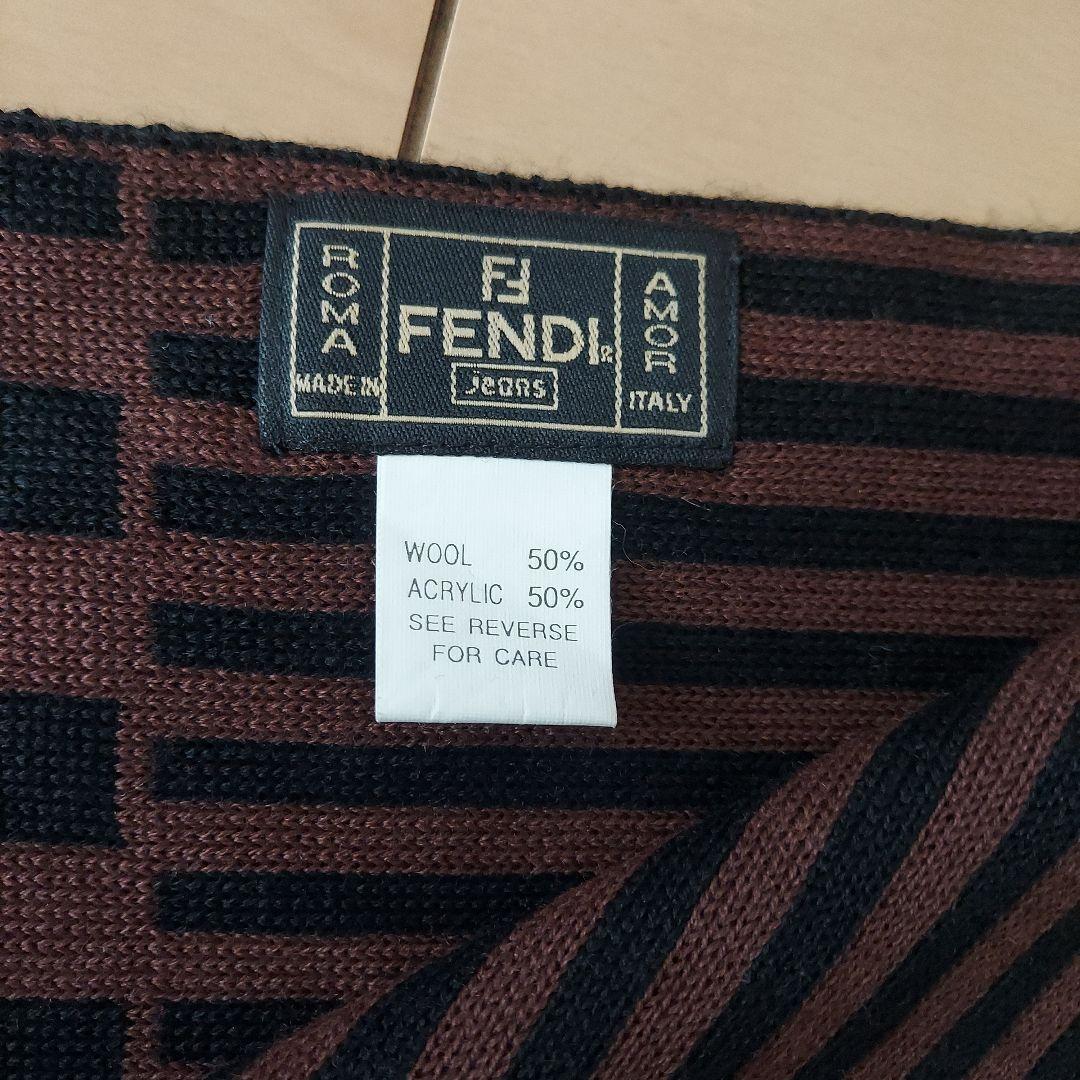 ROMA
MADE IN
FF
FENDI®
Jeans
AMOR
ITALY
WOOL 50%
ACRYLIC 50%
SEE REVERSE
FOR CARE